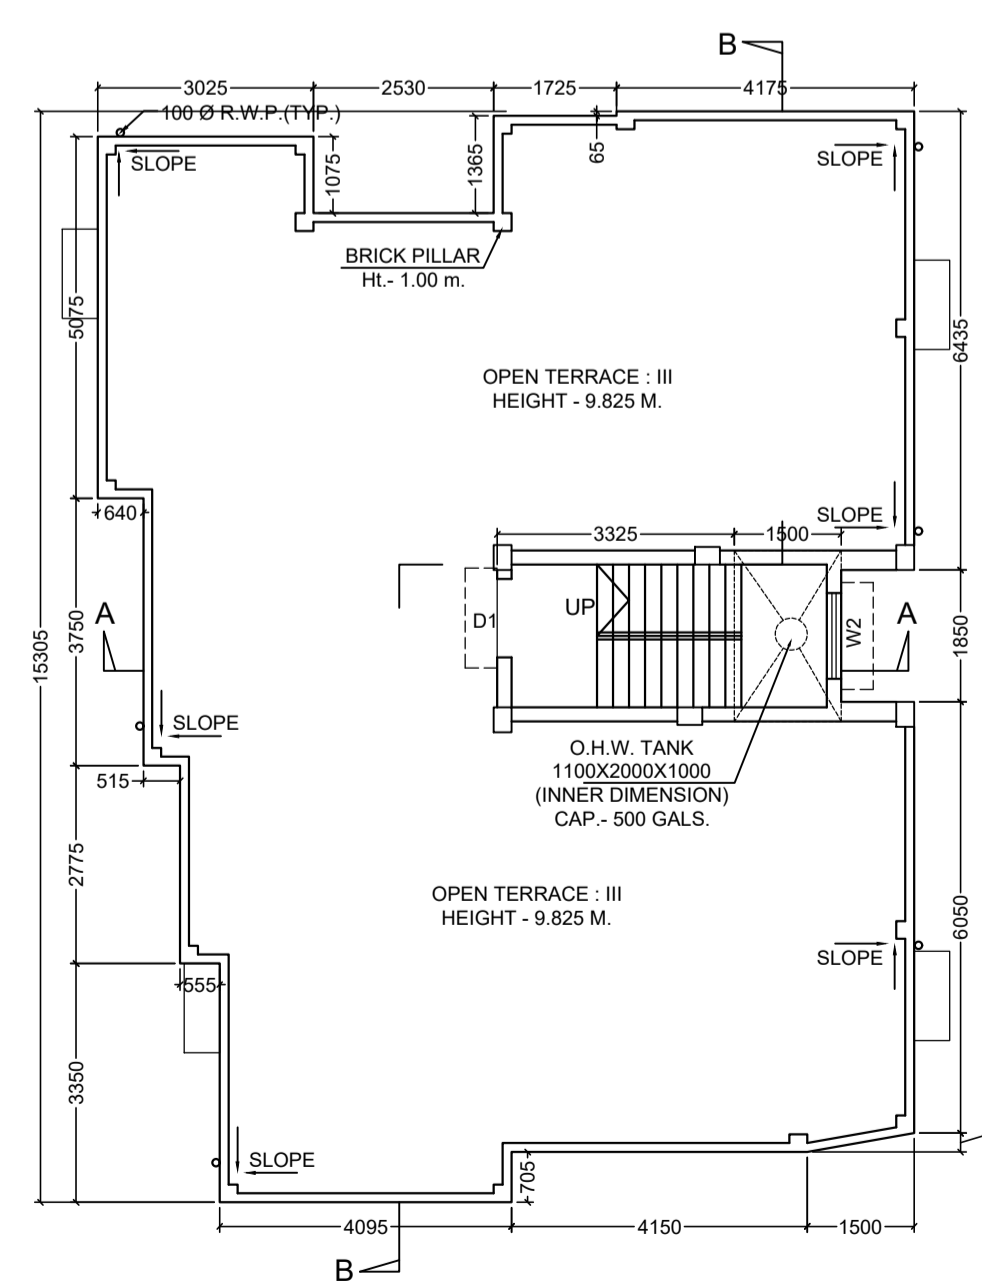 B
3025
2530
1725
4175
100 Ø R.W.P.(TYP.)
SLOPE
1075
1365
65
SLOPE
BRICK PILLAR
Ht.- 1.00 m.
5075
6435
OPEN TERRACE : III
HEIGHT - 9.825 M.
640
SLOPE
3325
1500
A
UP
D1
W2
A
3750
15305
1850
SLOPE
O.H.W. TANK
1100X2000X1000
(INNER DIMENSION)
CAP.- 500 GALS.
515
2775
OPEN TERRACE : III
HEIGHT - 9.825 M.
6050
SLOPE
555
3350
SLOPE
705
4095
4150
1500
B